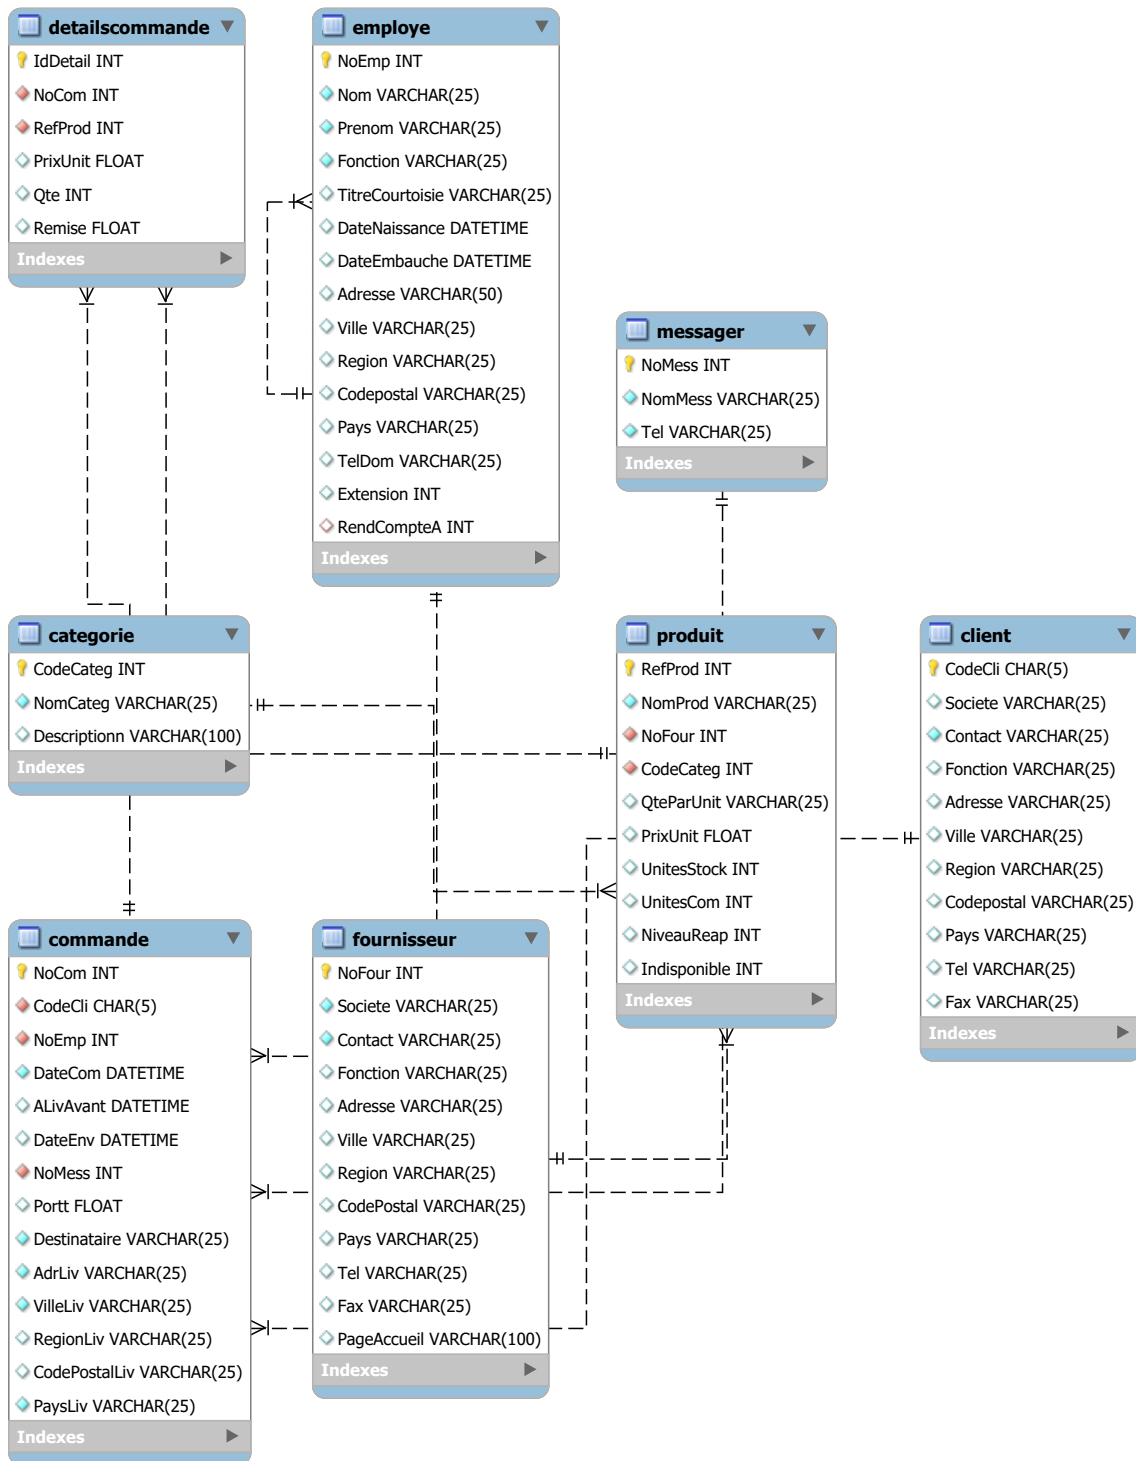 detailscommande
IdDetail INT
NoCom INT
RefProd INT
PrixUnit FLOAT
Qte INT
Remise FLOAT
Indexes
employe
NoEmp INT
Nom VARCHAR(25)
Prenom VARCHAR(25)
Fonction VARCHAR(25)
TitreCourtoisie VARCHAR(25)
DateNaissance DATETIME
DateEmbauche DATETIME
Adresse VARCHAR(50)
Ville VARCHAR(25)
Region VARCHAR(25)
Codepostal VARCHAR(25)
Pays VARCHAR(25)
TelDom VARCHAR(25)
Extension INT
RendCompteA INT
Indexes
messager
NoMess INT
NomMess VARCHAR(25)
Tel VARCHAR(25)
Indexes
categorie
CodeCateg INT
NomCateg VARCHAR(25)
Descriptionn VARCHAR(100)
Indexes
produit
RefProd INT
NomProd VARCHAR(25)
NoFour INT
CodeCateg INT
QteParUnit VARCHAR(25)
PrixUnit FLOAT
UnitesStock INT
UnitesCom INT
NiveauReap INT
Indisponible INT
Indexes
client
CodeCli CHAR(5)
Societe VARCHAR(25)
Contact VARCHAR(25)
Fonction VARCHAR(25)
Adresse VARCHAR(25)
Ville VARCHAR(25)
Region VARCHAR(25)
Codepostal VARCHAR(25)
Pays VARCHAR(25)
Tel VARCHAR(25)
Fax VARCHAR(25)
Indexes
commande
NoCom INT
CodeCli CHAR(5)
NoEmp INT
DateCom DATETIME
ALivAvant DATETIME
DateEnv DATETIME
NoMess INT
Portt FLOAT
Destinataire VARCHAR(25)
AdrLiv VARCHAR(25)
VilleLiv VARCHAR(25)
RegionLiv VARCHAR(25)
CodePostalLiv VARCHAR(25)
PaysLiv VARCHAR(25)
Indexes
fournisseur
NoFour INT
Societe VARCHAR(25)
Contact VARCHAR(25)
Fonction VARCHAR(25)
Adresse VARCHAR(25)
Ville VARCHAR(25)
Region VARCHAR(25)
CodePostal VARCHAR(25)
Pays VARCHAR(25)
Tel VARCHAR(25)
Fax VARCHAR(25)
PageAccueil VARCHAR(100)
Indexes